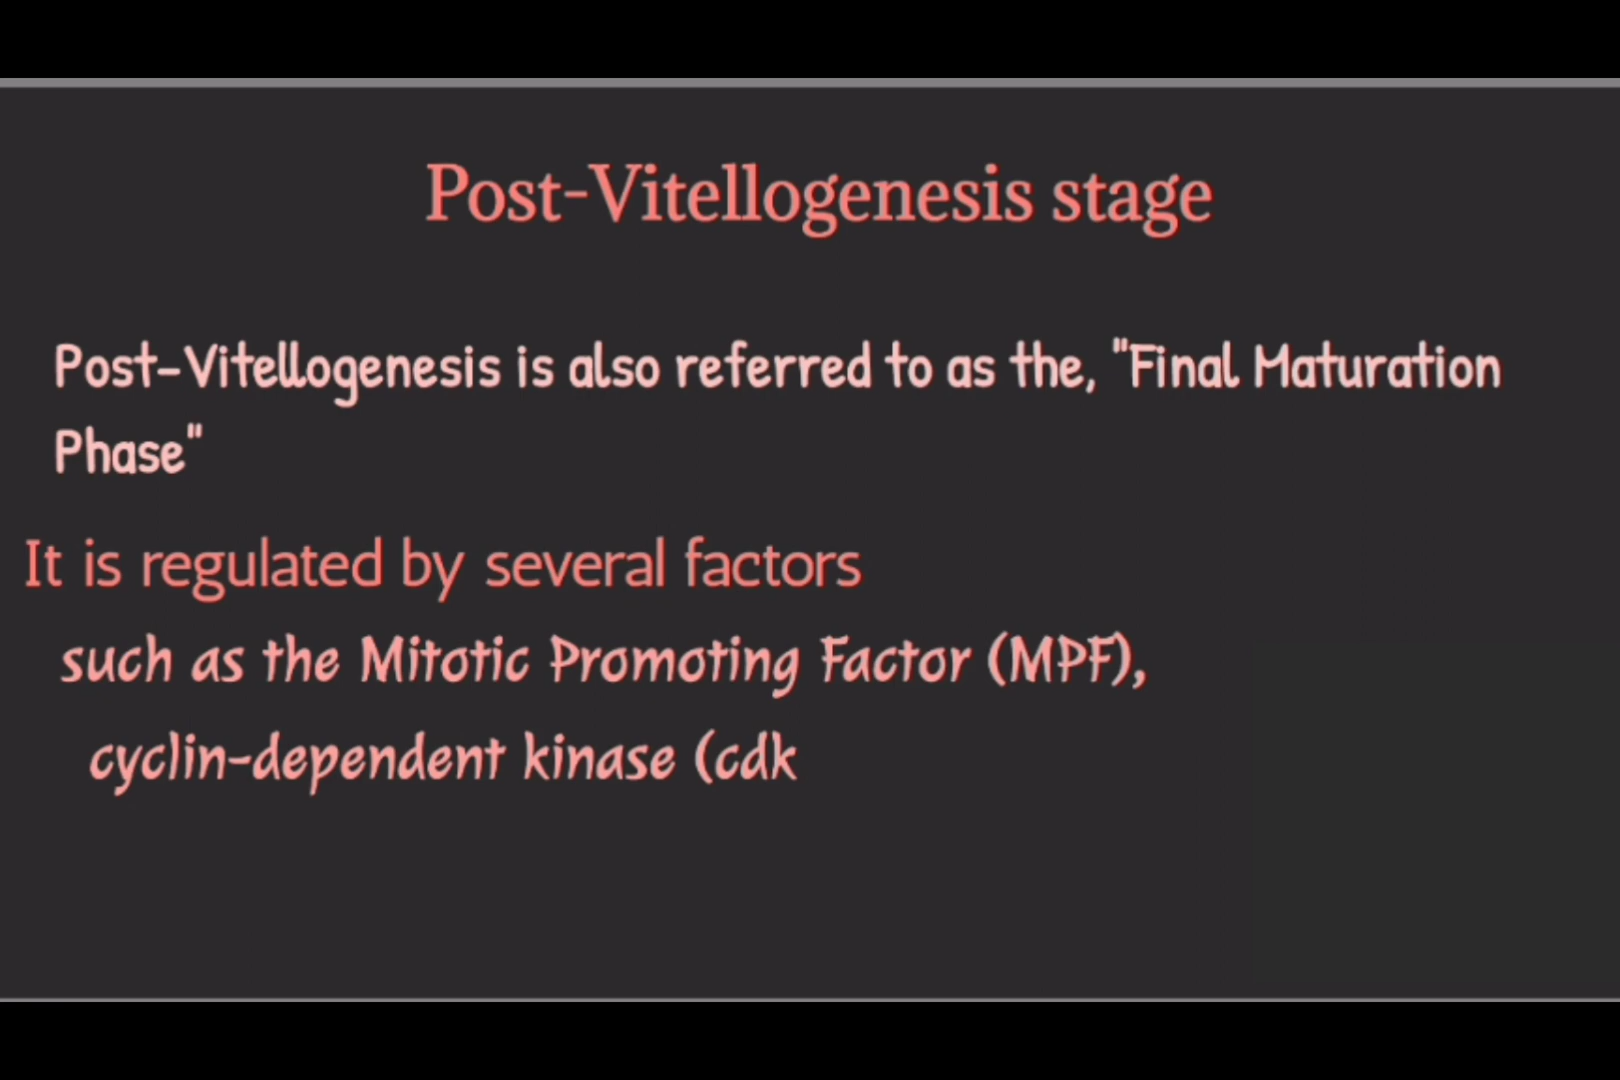 Post-Vitellogenesis stage
Post-Vitellogenesis is also referred to as the, "Final Maturation
Phase"
It is regulated by several factors
such as the Mitotic Promoting Factor (MPF),
cyclin-dependent kinase (cdk